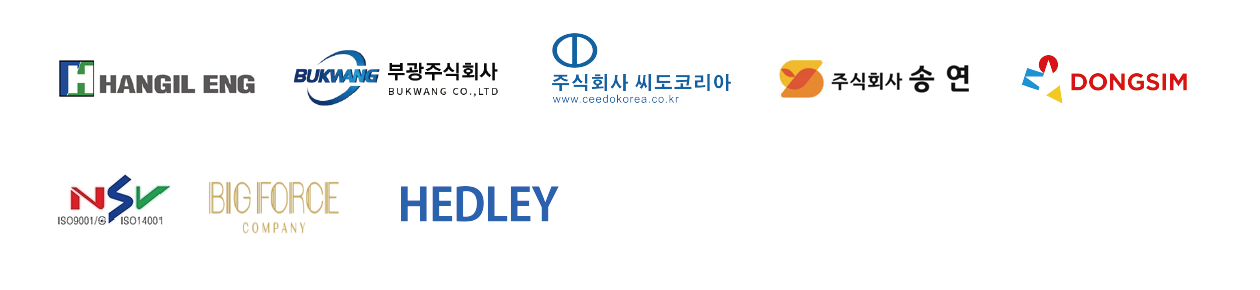 HANGIL ENG
BUKWANG 부광주식회사
BUKWANG CO.,LTD
주식회사 씨도코리아
www.ceedokorea.co.kr
주식회사 송 연
DONGSIM
NSV
ISO9001/ ISO14001
BIG FORCE
COMPANY
HEDLEY